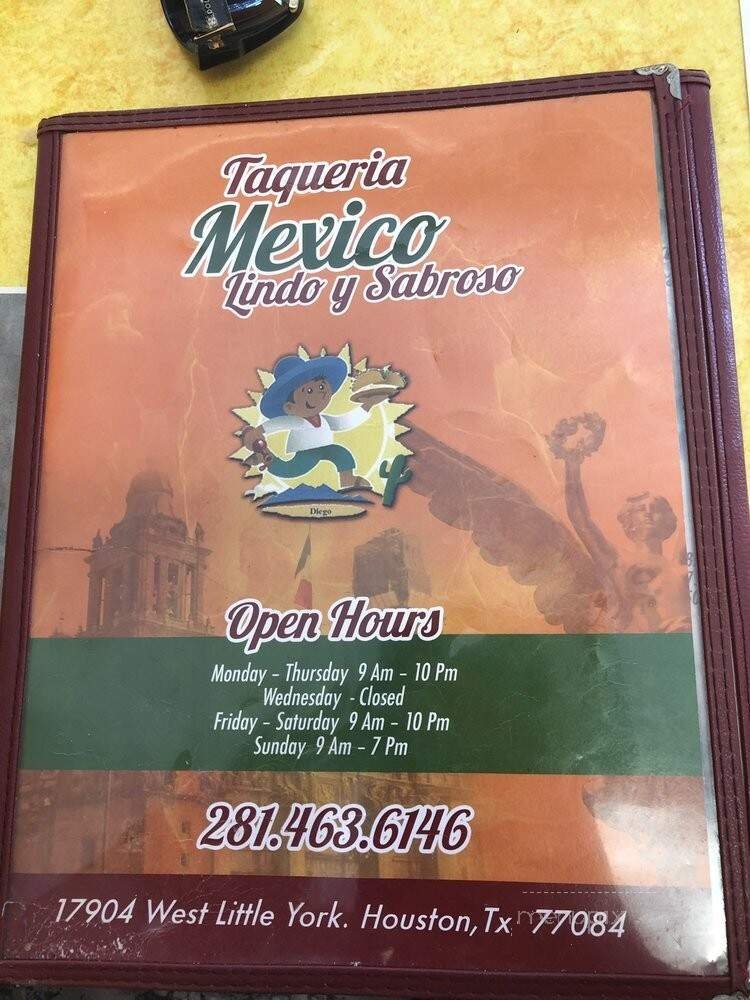 Taqueria
Mexico
Lindo y Sabroso
Diego
Open Hours
Monday - Thursday 9 Am - 10 Pm
Wednesday - Closed
Friday - Saturday 9 Am - 10 Pm
Sunday 9 Am - 7 Pm
281.463.6146
17904 West Little York. Houston, Tx 77084